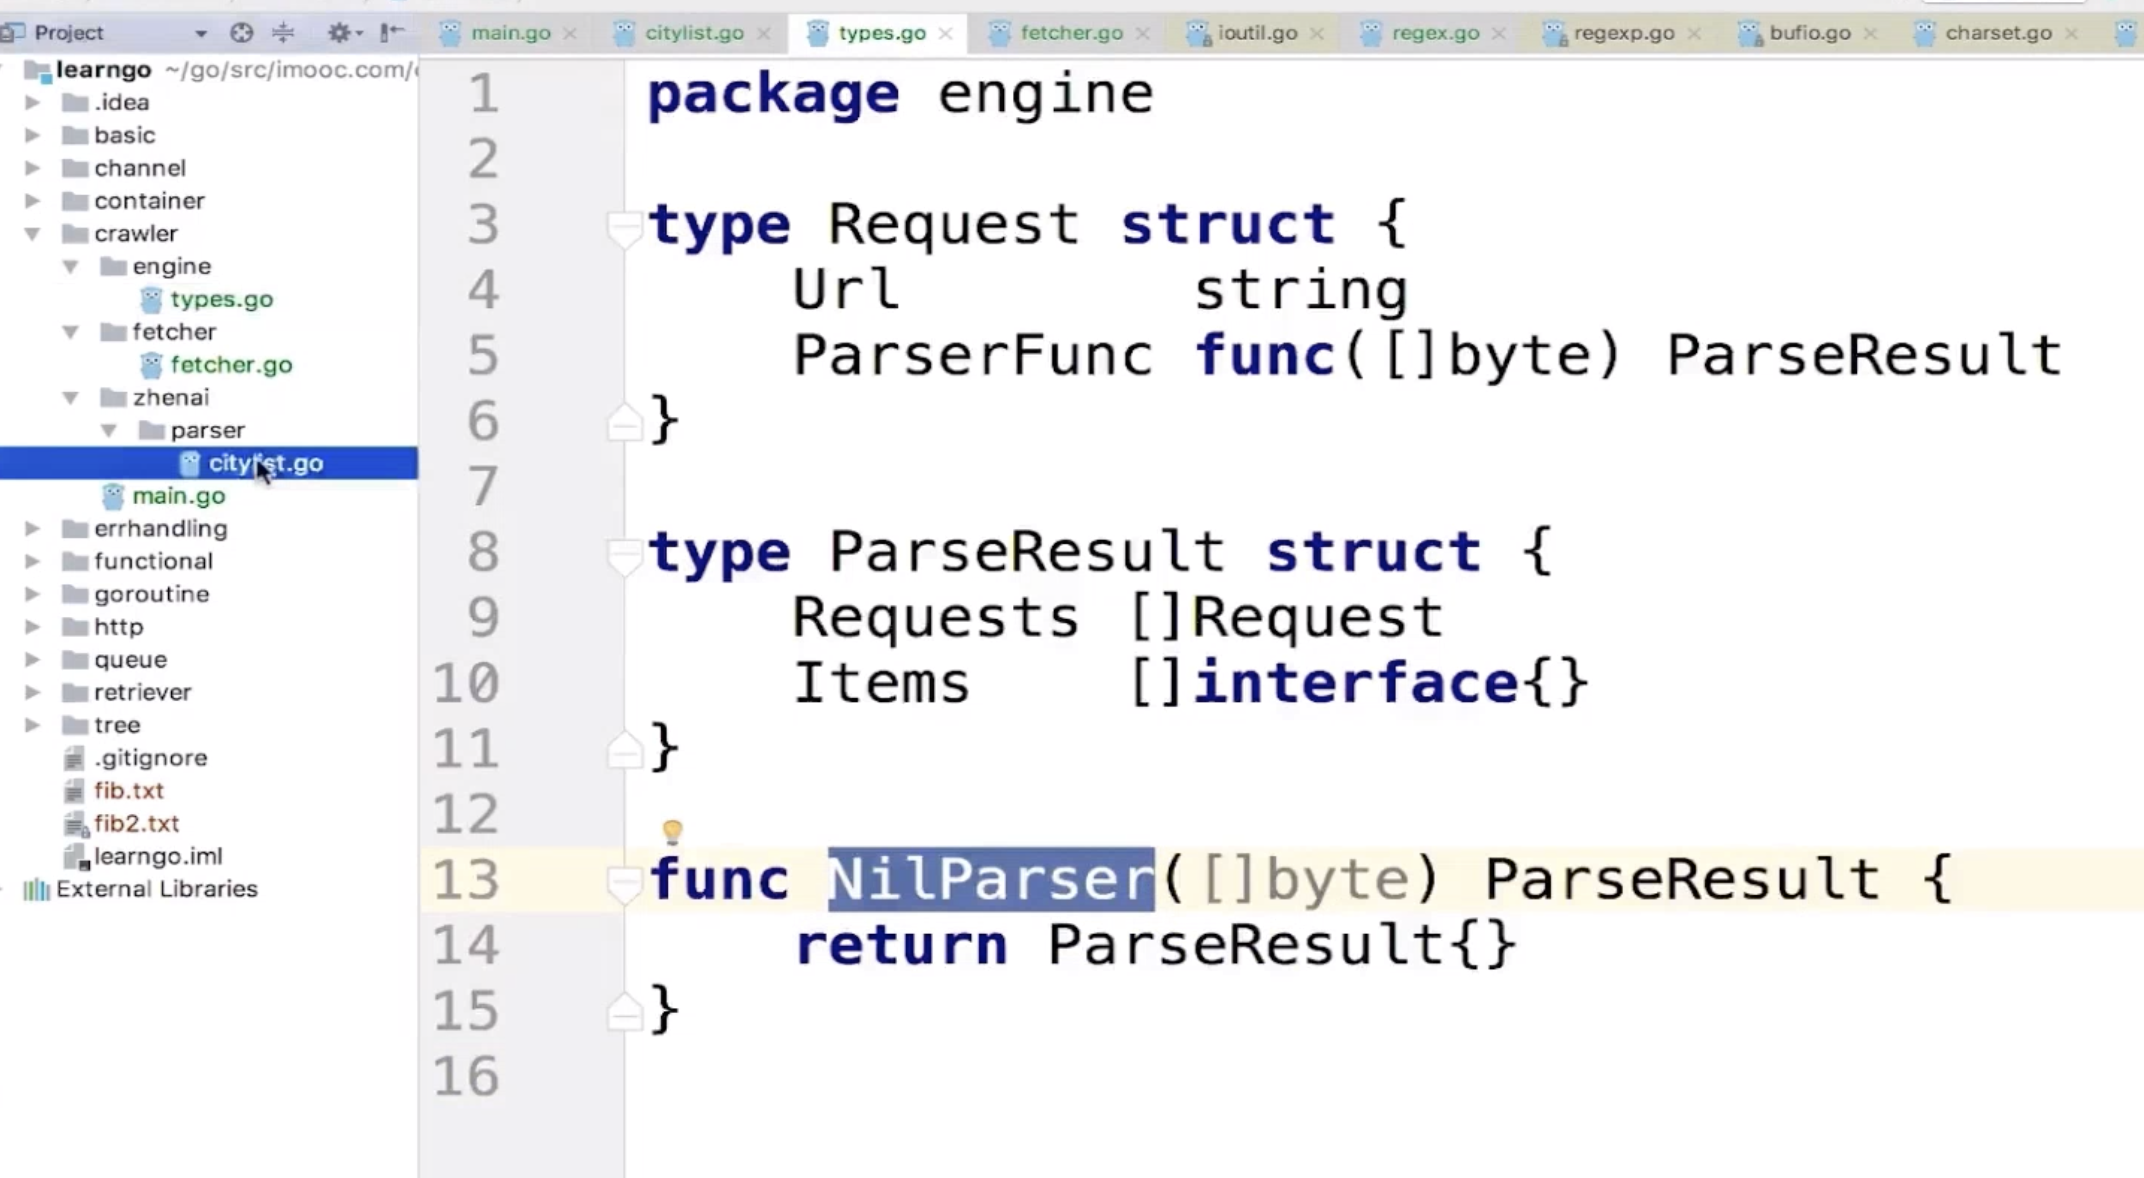 Project
main.go
citylist.go
types.go
fetcher.go
ioutil.go
regex.go
regexp.go
bufio.go
charset.go
learngo ~/go/src/imooc.com/
.idea
basic
channel
container
crawler
engine
types.go
fetcher
fetcher.go
zhenai
parser
citylist.go
main.go
errhandling
functional
goroutine
http
queue
retriever
tree
.gitignore
fib.txt
fib2.txt
learngo.iml
External Libraries
1 package engine
2
3 type Request struct {
4 Url string
5 ParserFunc func([]byte) ParseResult
6 }
7
8 type ParseResult struct {
9 Requests []Request
10 Items []interface{}
11 }
12
13 func NilParser([]byte) ParseResult {
14 return ParseResult{}
15 }
16